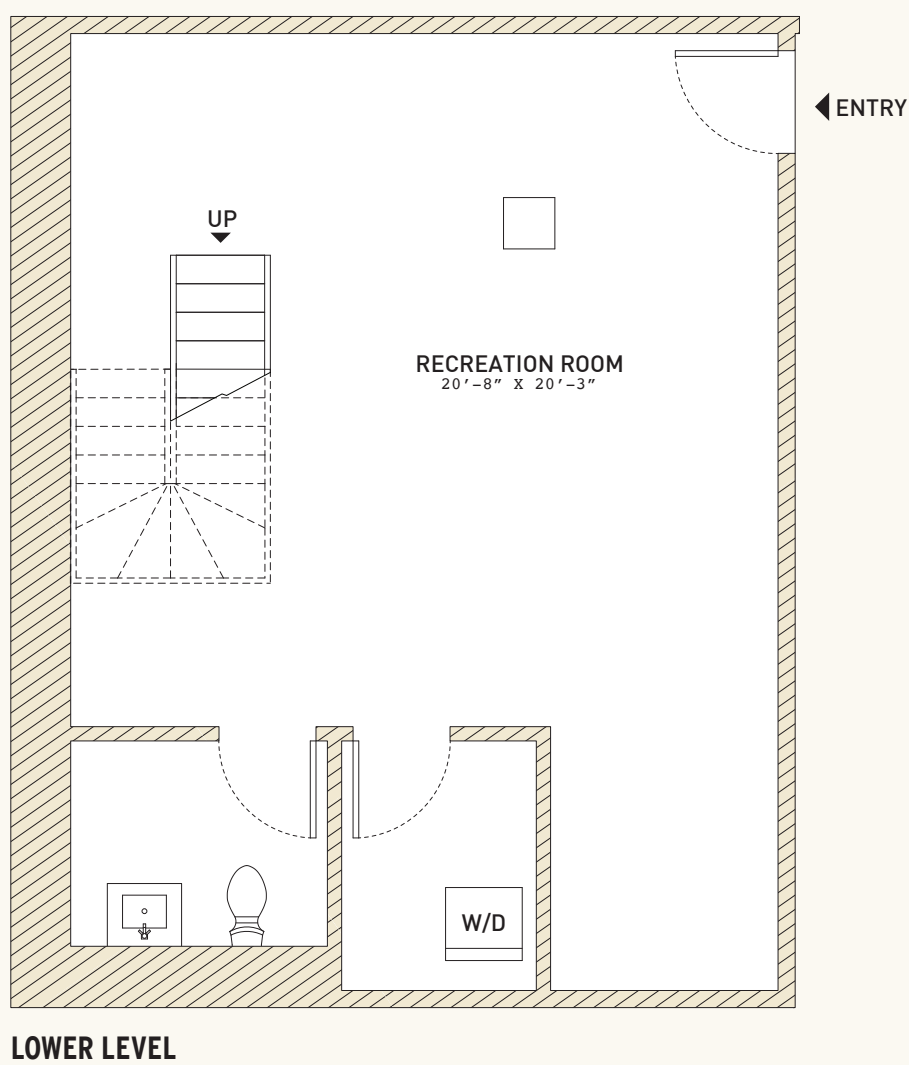 ENTRY
UP
RECREATION ROOM
20’–8” X 20’–3”
W/D
LOWER LEVEL